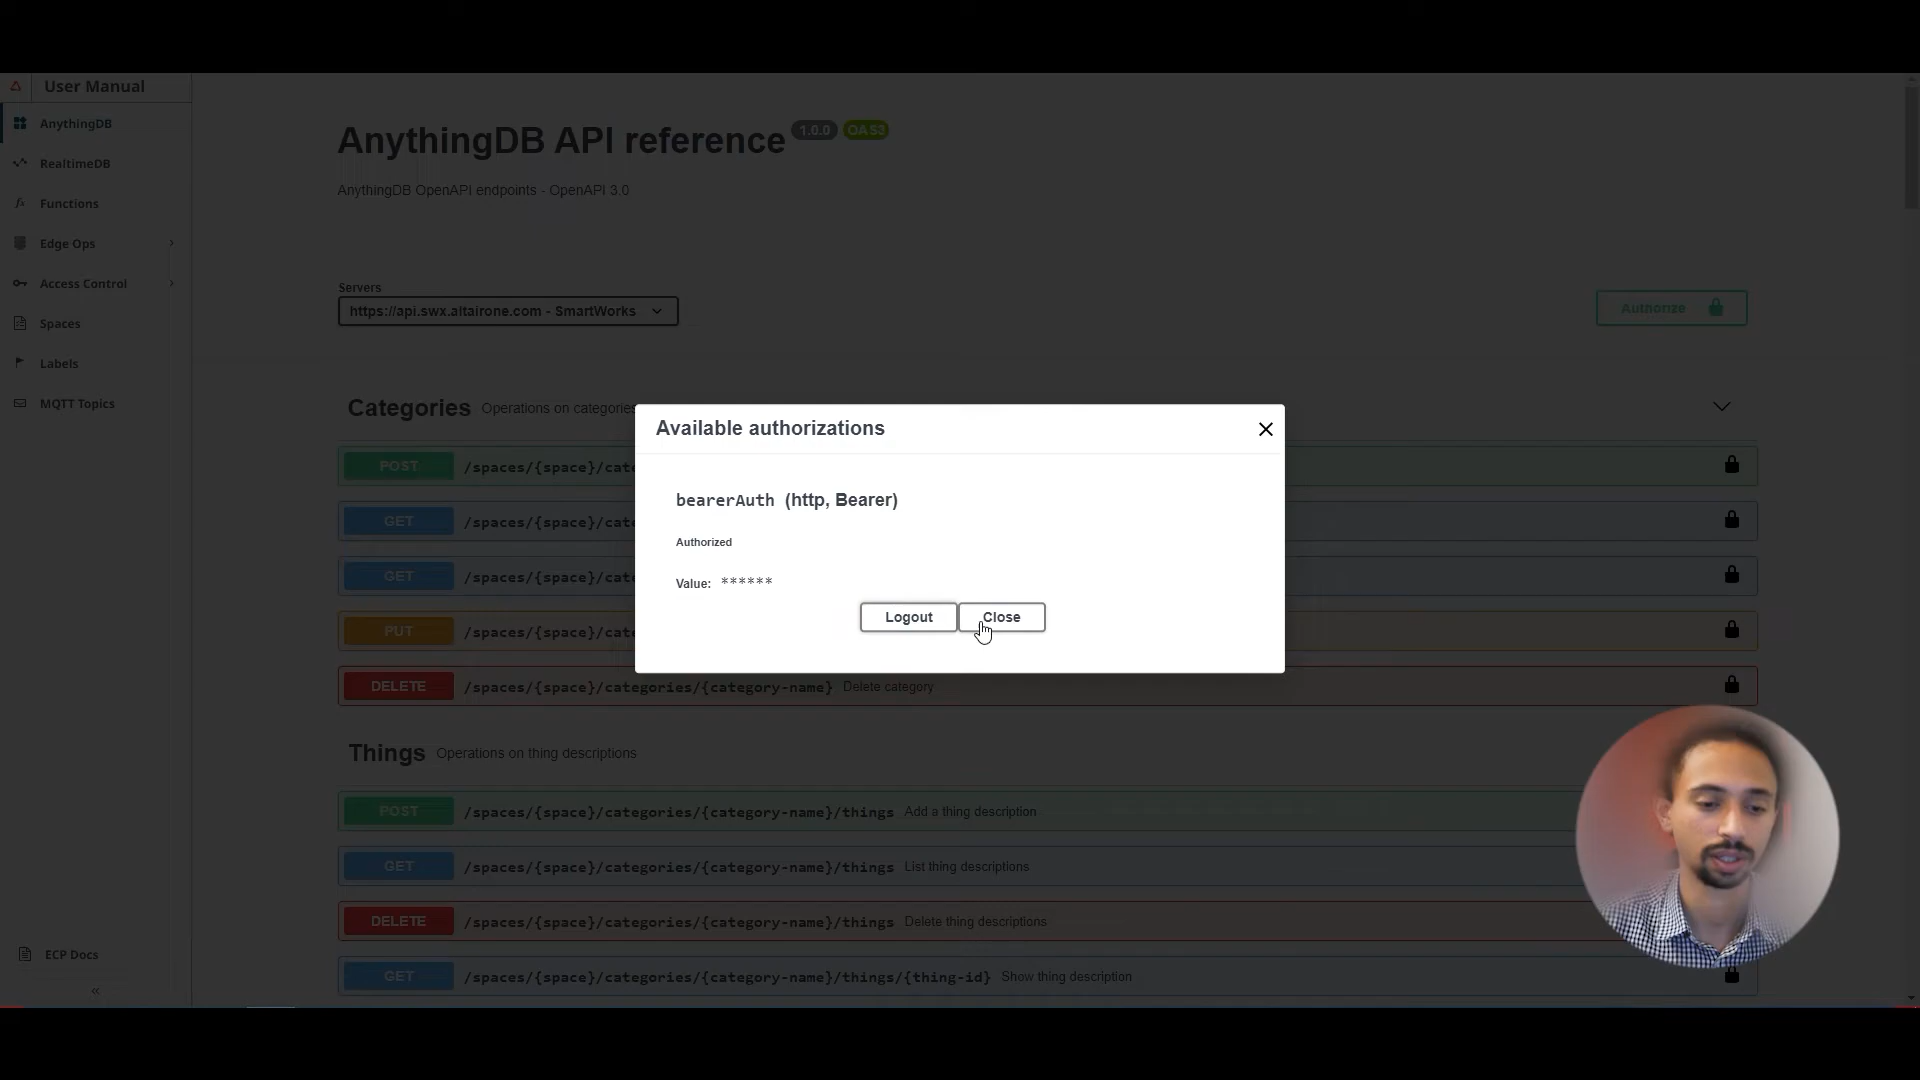 User Manual
AnythingDB
RealtimeDB
Functions
Edge Ops
Access Control
Spaces
Labels
MQTT Topics
ECP Docs
AnythingDB API reference 1.0.0 OAS3
AnythingDB OpenAPI endpoints - OpenAPI 3.0
Servers
https://api.swx.altairone.com - SmartWorks
Authorize
Categories Operations on categories
POST /spaces/{space}/cate
GET /spaces/{space}/cate
GET /spaces/{space}/cate
PUT /spaces/{space}/cate
DELETE /spaces/{space}/categories/{category-name} Delete category
Available authorizations
bearerAuth (http, Bearer)
Authorized
Value: ******
Logout
Close
Things Operations on thing descriptions
POST /spaces/{space}/categories/{category-name}/things Add a thing description
GET /spaces/{space}/categories/{category-name}/things List thing descriptions
DELETE /spaces/{space}/categories/{category-name}/things Delete thing descriptions
GET /spaces/{space}/categories/{category-name}/things/{thing-id} Show thing description